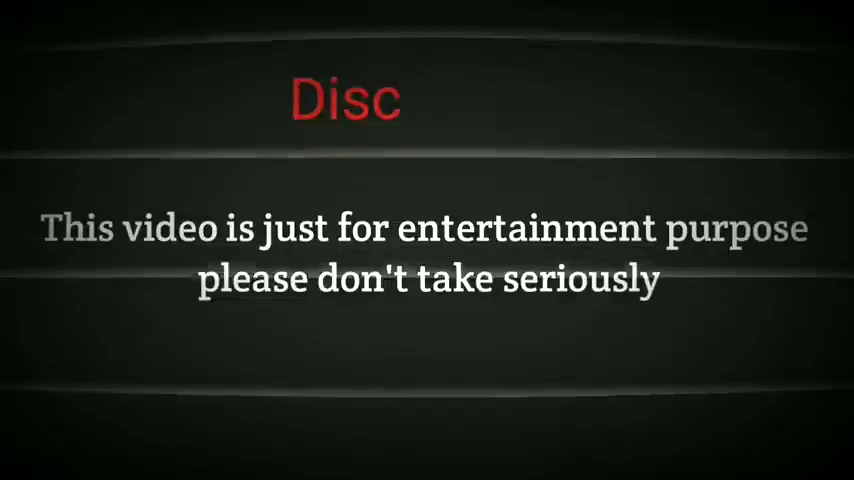 Disc
This video is just for entertainment purpose
please don't take seriously